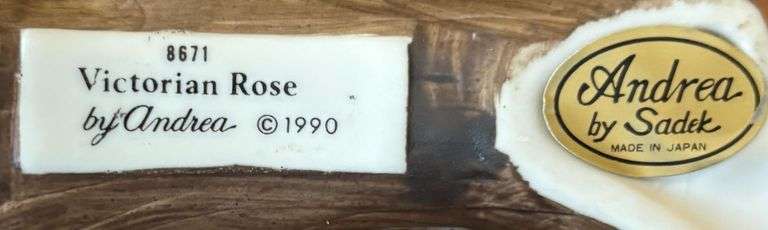 8671
Victorian Rose
by Andrea © 1990
Andrea
by Sadek
MADE IN JAPAN